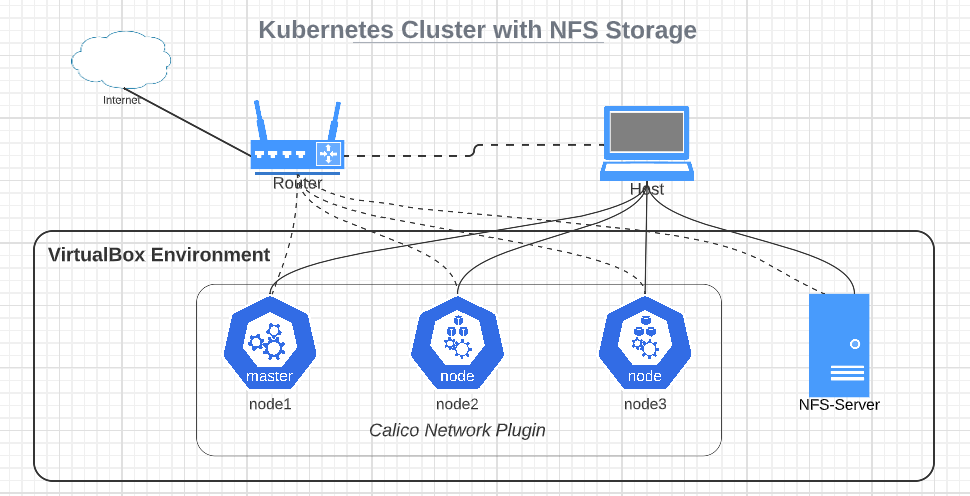 Kubernetes Cluster with NFS Storage
Internet
Router
Host
VirtualBox Environment
master
node
node
node1
node2
node3
NFS-Server
Calico Network Plugin